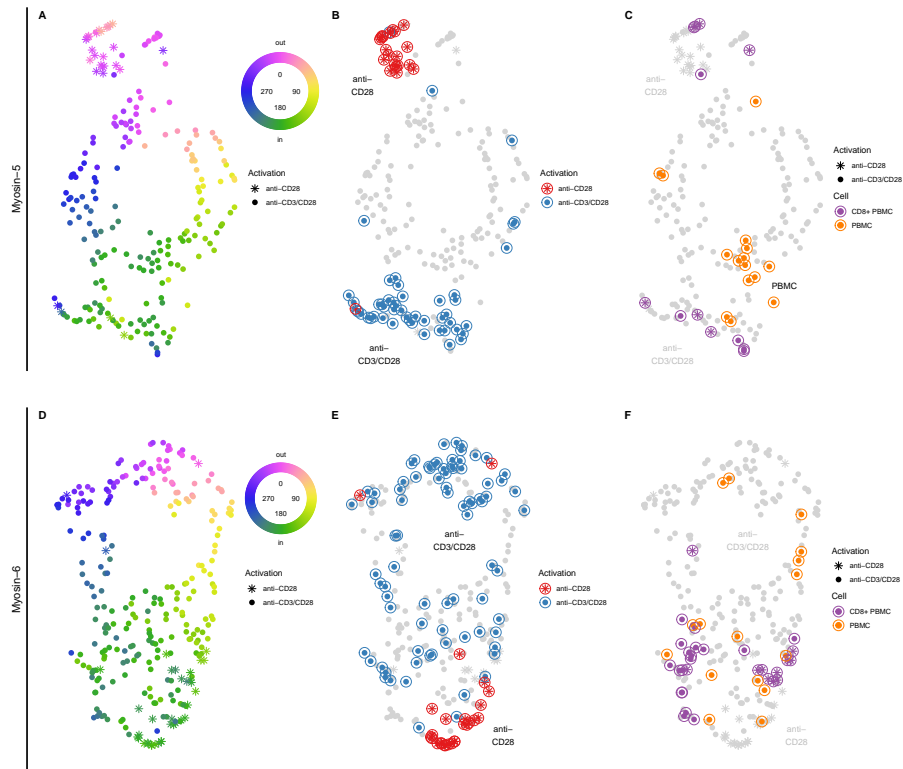 A
B
C
out
0
270
90
180
in
anti–
CD28
anti–
CD28
Activation
anti–CD28
anti–CD3/CD28
Activation
anti–CD28
anti–CD3/CD28
Activation
anti–CD28
anti–CD3/CD28
Cell
CD8+ PBMC
PBMC
Myosin–5
PBMC
anti–
CD3/CD28
anti–
CD3/CD28
D
E
F
out
0
270
90
180
in
anti–
CD3/CD28
anti–
CD3/CD28
Activation
anti–CD28
anti–CD3/CD28
Activation
anti–CD28
anti–CD3/CD28
Activation
anti–CD28
anti–CD3/CD28
Cell
CD8+ PBMC
PBMC
Myosin–6
anti–
CD28
anti–
CD28